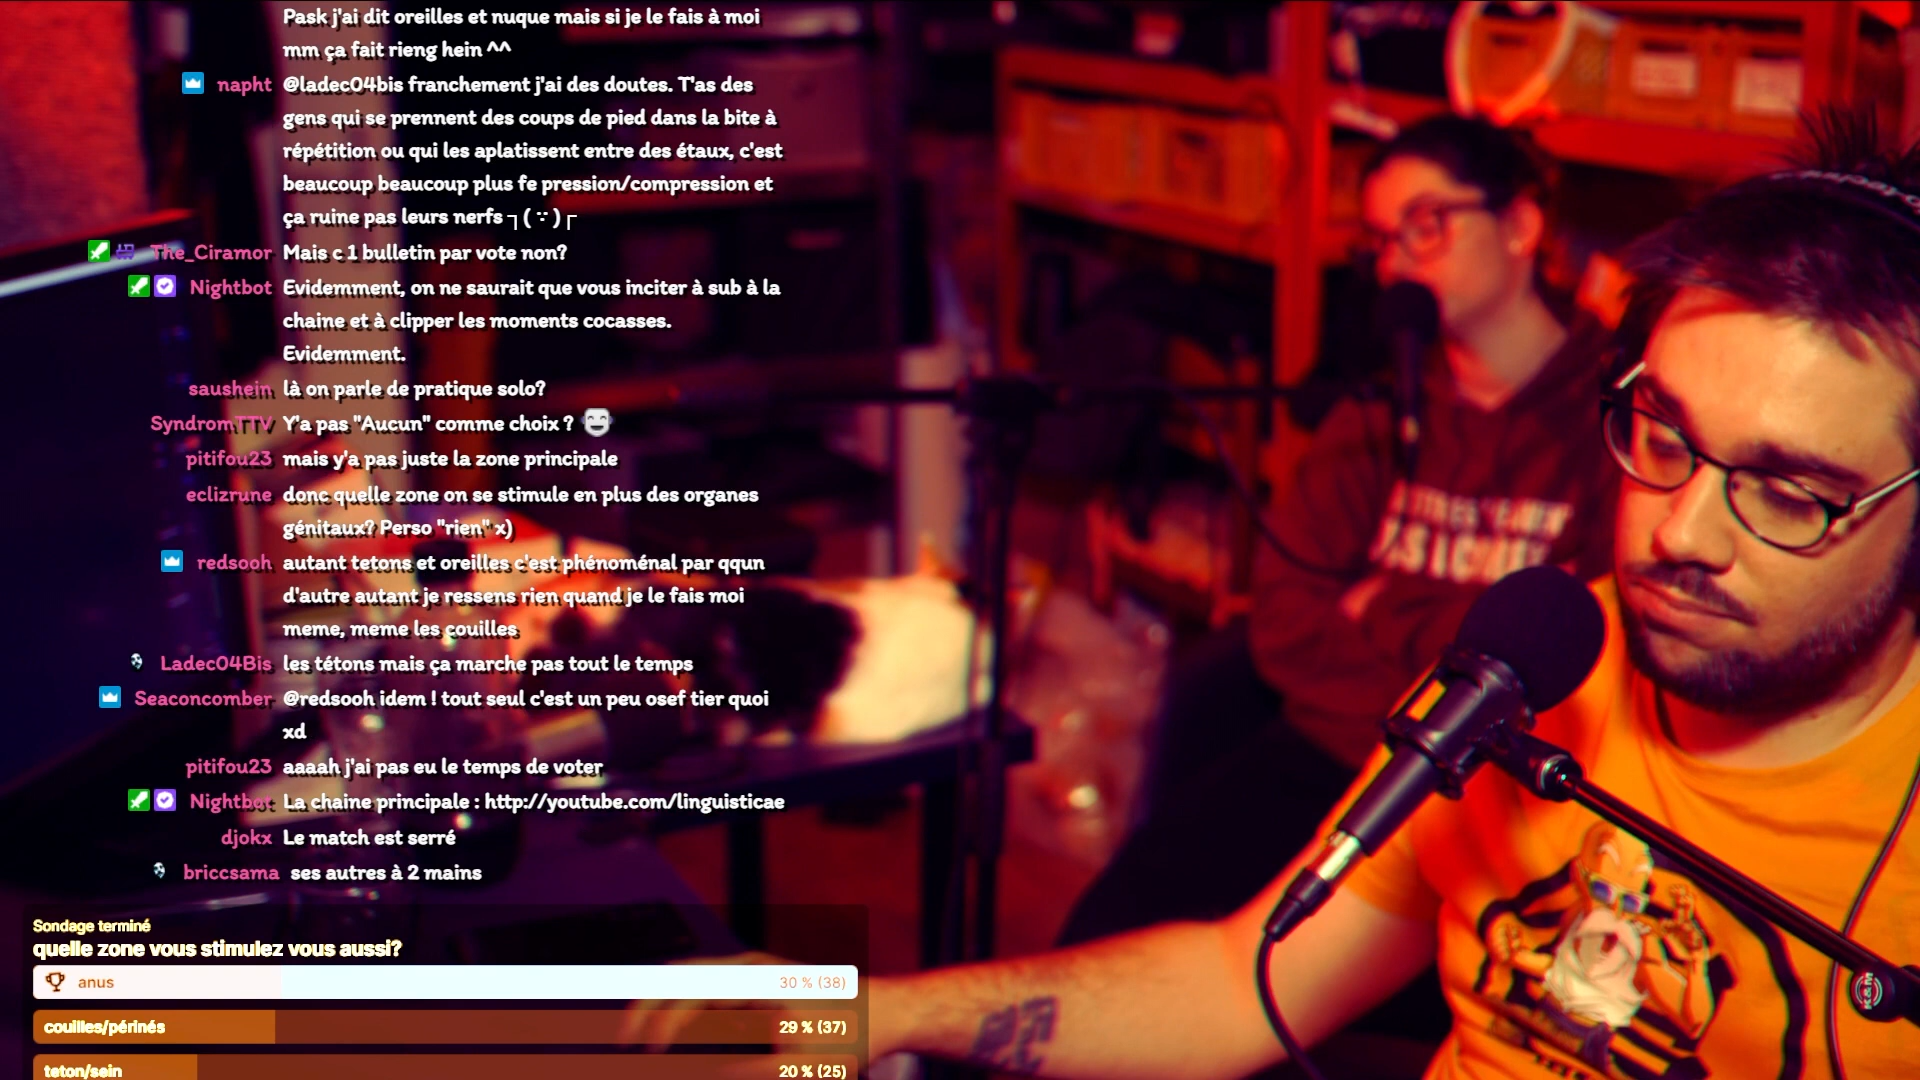 Pask j'ai dit oreilles et nuque mais si je le fais à moi
mm ça fait rieng hein ^^
napht @ladec04bis franchement j'ai des doutes. T'as des
gens qui se prennent des coups de pied dans la bite à
répétition ou qui les aplatissent entre des étaux, c'est
beaucoup beaucoup plus fe pression/compression et
ça ruine pas leurs nerfs
The_Ciramor Mais c 1 bulletin par vote non?
Nightbot Evidemment, on ne saurait que vous inciter à sub à la
chaine et à clipper les moments cocasses.
Evidemment.
saushein là on parle de pratique solo?
SyndromTTV Y'a pas "Aucun" comme choix ?
pitifou23 mais y'a pas juste la zone principale
eclizrune donc quelle zone on se stimule en plus des organes
génitaux? Perso "rien" x)
redsooh autant tetons et oreilles c'est phénoménal par qqun
d'autre autant je ressens rien quand je le fais moi
meme, meme les couilles
Ladec04Bis les tétons mais ça marche pas tout le temps
Seaconcomber @redsooh idem ! tout seul c'est un peu osef tier quoi
xd
pitifou23 aaaah j'ai pas eu le temps de voter
Nightbot La chaine principale : http://youtube.com/linguisticae
djokx Le match est serré
briccsama ses autres à 2 mains
Sondage terminé
quelle zone vous stimulez vous aussi?
anus 30 % (38)
couilles/périnés 29 % (37)
teton/sein 20 % (25)
K&M